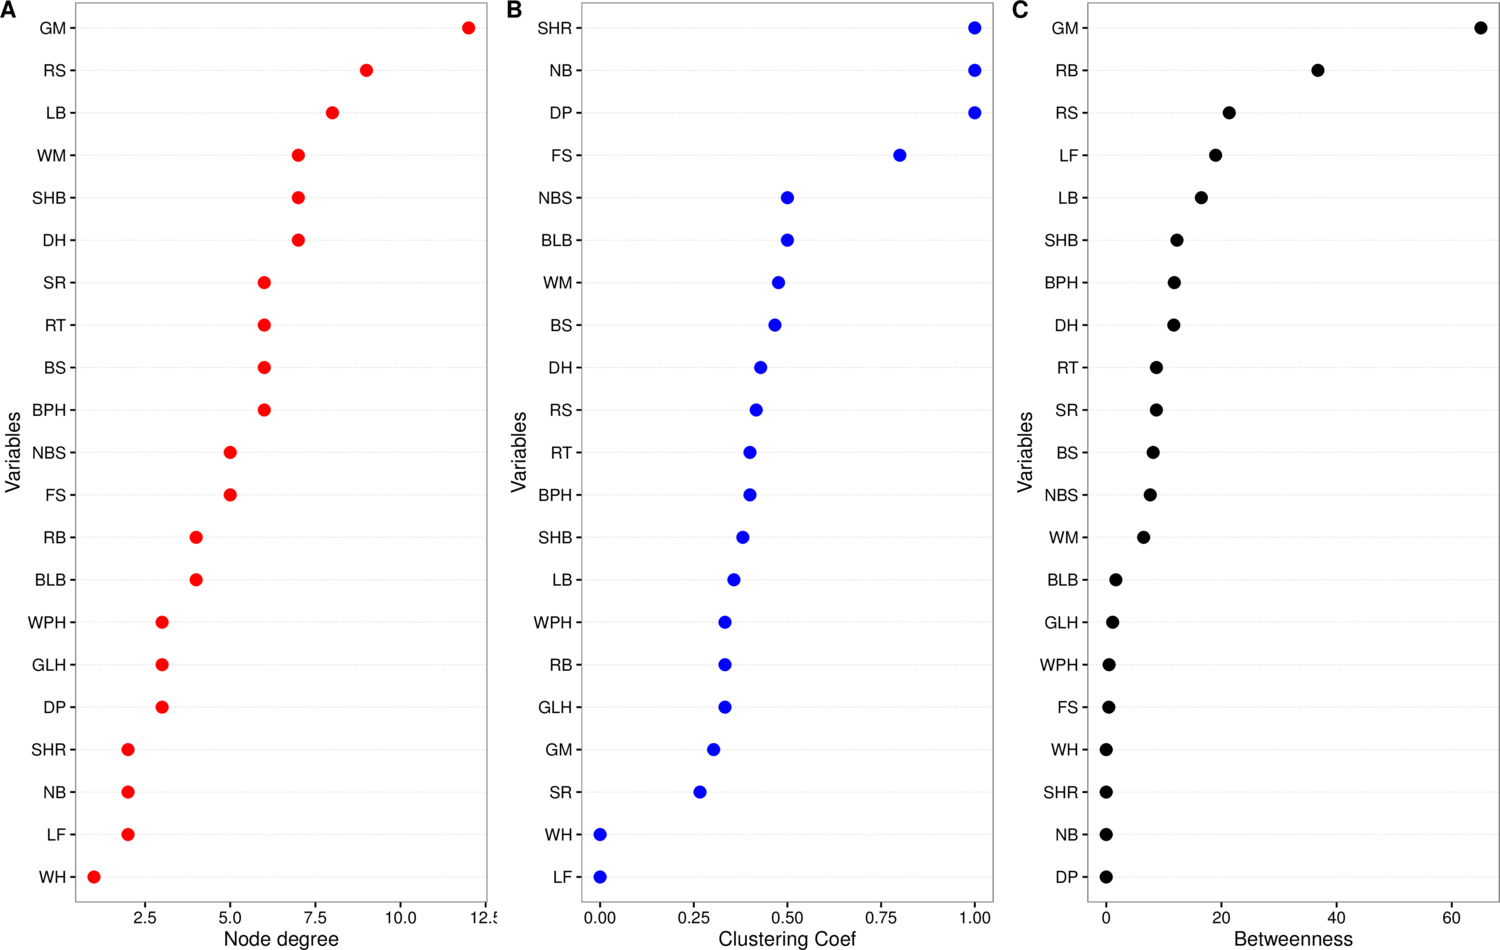 A
GM
RS
LB
WM
SHB
DH
SR
RT
BS
BPH
NBS
FS
RB
BLB
WPH
GLH
DP
SHR
NB
LF
WH
Variables
2.5 5.0 7.5 10.0 12.5
Node degree
B
SHR
NB
DP
FS
NBS
BLB
WM
BS
DH
RS
RT
BPH
SHB
LB
WPH
RB
GLH
GM
SR
WH
LF
Variables
0.00 0.25 0.50 0.75 1.00
Clustering Coef
C
GM
RB
RS
LF
LB
SHB
BPH
DH
RT
SR
BS
NBS
WM
BLB
GLH
WPH
FS
WH
SHR
NB
DP
Variables
0 20 40 60
Betweenness